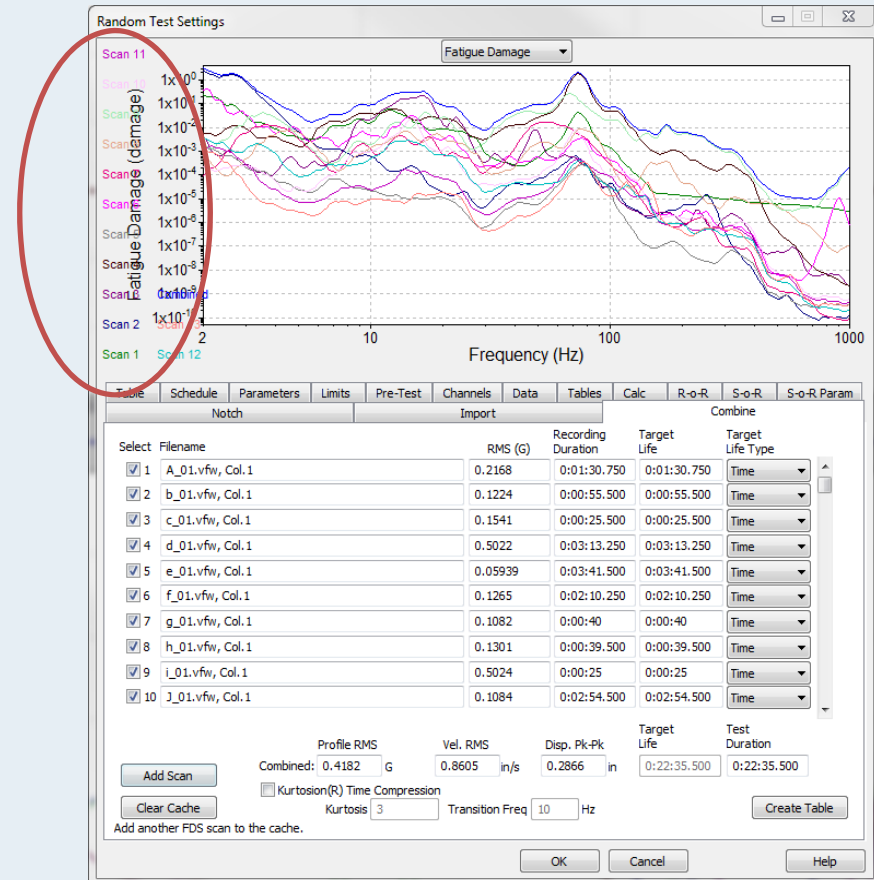 Random Test Settings
Fatigue Damage
Scan 11
Scan 10
Scan
Scan
Scan
Scan
Scan
Scan
Scan
Scan 2
Scan 1
Combined
Scan 13
Scan 12
Fatigue Damage (damage)
1x10^0
1x10^-1
1x10^-2
1x10^-3
1x10^-4
1x10^-5
1x10^-6
1x10^-7
1x10^-8
1x10^-9
1x10^-10
2 10 100 1000
Frequency (Hz)
Table Schedule Parameters Limits Pre-Test Channels Data Tables Calc R-o-R S-o-R S-o-R Param
Notch Import Combine
Select Filename RMS (G) Recording Duration Target Life Target Life Type
1 A_01.vfw, Col.1 0.2168 0:01:30.750 0:01:30.750 Time
2 b_01.vfw, Col.1 0.1224 0:00:55.500 0:00:55.500 Time
3 c_01.vfw, Col.1 0.1541 0:00:25.500 0:00:25.500 Time
4 d_01.vfw, Col.1 0.5022 0:03:13.250 0:03:13.250 Time
5 e_01.vfw, Col.1 0.05939 0:03:41.500 0:03:41.500 Time
6 f_01.vfw, Col.1 0.1265 0:02:10.250 0:02:10.250 Time
7 g_01.vfw, Col.1 0.1082 0:00:40 0:00:40 Time
8 h_01.vfw, Col.1 0.1301 0:00:39.500 0:00:39.500 Time
9 i_01.vfw, Col.1 0.5024 0:00:25 0:00:25 Time
10 J_01.vfw, Col.1 0.1084 0:02:54.500 0:02:54.500 Time
Profile RMS Vel. RMS Disp. Pk-Pk Target Life Test Duration
Combined: 0.4182 G 0.8605 in/s 0.2866 in 0:22:35.500 0:22:35.500
Add Scan
Kurtosion(R) Time Compression
Clear Cache Kurtosis 3 Transition Freq 10 Hz Create Table
Add another FDS scan to the cache.
OK Cancel Help